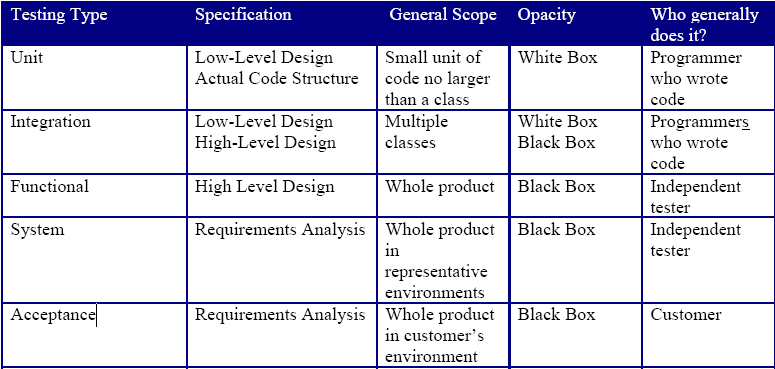 Testing Type Specification General Scope Opacity Who generally
does it?
Unit Low-Level Design Small unit of White Box Programmer
Actual Code Structure code no larger who wrote
than a class code
Integration Low-Level Design Multiple White Box Programmers
High-Level Design classes Black Box who wrote
code
Functional High Level Design Whole product Black Box Independent
tester
System Requirements Analysis Whole product Black Box Independent
in tester
representative
environments
Acceptance Requirements Analysis Whole product Black Box Customer
in customer’s
environment